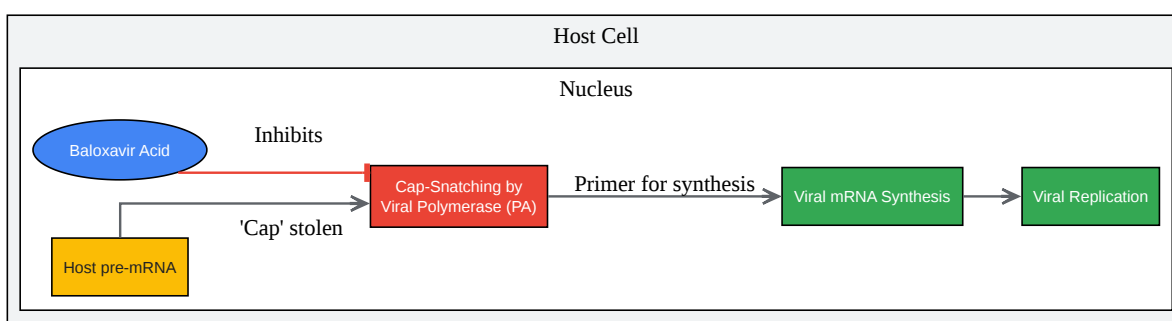 Host Cell
Nucleus
Baloxavir Acid
Inhibits
Cap-Snatching by
Viral Polymerase (PA)
Primer for synthesis
Viral mRNA Synthesis
Viral Replication
'Cap' stolen
Host pre-mRNA